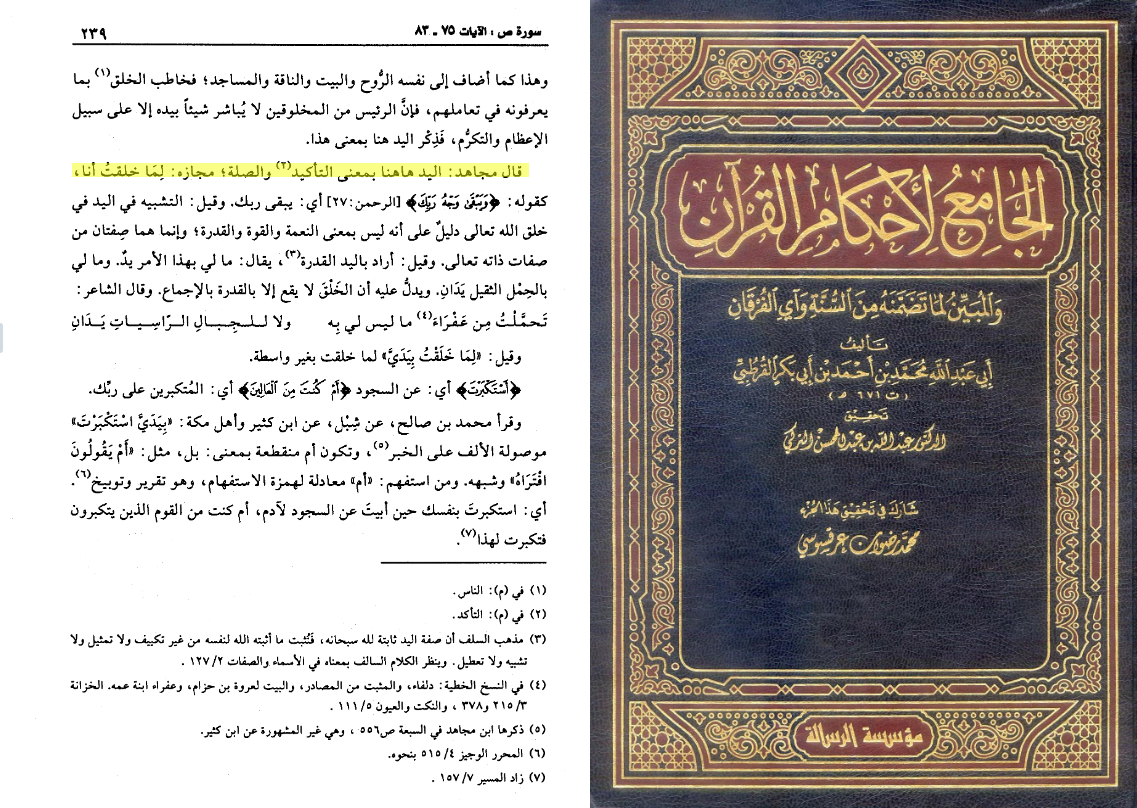 سورة ص : الآيات ٧٥ ـ ٨٣
٢٣٩
وهذا كما أضاف إلى نفسه الرُّوح والبيت والناقة والمساجد؛ فخاطب الخلق(١) بما
يعرفونه في تعاملهم، فإنَّ الرئيس من المخلوقين لا يُباشر شيئاً بيده إلا على سبيل
الإعظام والتكرُّم، فَذِكْر اليد هنا بمعنى هذا.
قال مجاهد: اليد هاهنا بمعنى التأكيد(٢) والصلة؛ مجازه: لِمَا خلقتُ أنا،
كقوله: ﴿وَيَبْقَىٰ وَجْهُ رَبِّكَ﴾ [الرحمن:٢٧] أي: يبقى ربك. وقيل: التشبيه في اليد في
خلق الله تعالى دليلٌ على أنه ليس بمعنى النعمة والقوة والقدرة؛ وإنما هما صِفتان من
صفات ذاته تعالى. وقيل: أراد باليد القدرة(٣)، يقال: ما لي بهذا الأمر يدٌ. وما لي
بالحِمْل الثقيل يَدَانِ. ويدلُّ عليه أن الخَلْقَ لا يقع إلا بالقدرة بالإجماع. وقال الشاعر:
تَحمَّلْتُ مِن عَفْرَاءَ(٤) ما ليس لي بِه ولا للجبالِ الرَّاسِياتِ يَدَانِ
وقيل: «لِمَا خَلَقْتُ بِيَدَيَّ» لما خلقت بغير واسطة.
﴿أَسْتَكْبَرْتَ﴾ أي: عن السجود ﴿أَمْ كُنتَ مِنَ الْعَالِينَ﴾ أي: المُتكبرين على ربِّك.
وقرأ محمد بن صالح، عن شِبْل، عن ابن كثير وأهل مكة: «بِيَدَيَّ اسْتَكْبَرْتَ»
موصولة الألف على الخبر(٥)، وتكون أم منقطعة بمعنى: بل، مثل: «أَمْ يَقُولُونَ
افْتَرَاهُ» وشبهه. ومن استفهم: «أم» معادلة لهمزة الاستفهام، وهو تقرير وتوبيخ(٦).
أي: استكبرتَ بنفسك حين أبيتَ عن السجود لآدم، أم كنت من القوم الذين يتكبرون
فتكبرت لهذا(٧).
(١) في (م): الناس.
(٢) في (م): التأكد.
(٣) مذهب السلف أن صفة اليد ثابتة لله سبحانه، فَنُثبت ما أثبته الله لنفسه من غير تكييف ولا تمثيل ولا
تشبيه ولا تعطيل. وينظر الكلام السالف بمعناه في الأسماء والصفات ١٢٧/٢ .
(٤) في النسخ الخطية: دلفاء، والمثبت من المصادر، والبيت لعروة بن حزام، وعفراء ابنة عمه. الخزانة
٢١٥/٣ و٣٧٨ ، والنكت والعيون ١١١/٥ .
(٥) ذكرها ابن مجاهد في السبعة ص٥٥٦ ، وهي غير المشهورة عن ابن كثير.
(٦) المحرر الوجيز ٥١٥/٤ بنحوه.
(٧) زاد المسير ١٥٧/٧ .
الجامع لأحكام القرآن
والمبيّن لما تضمّنه من السُّنّة وآي الفرقان
تأليف
أبي عبد الله محمد بن أحمد بن أبي بكر القرطبي
( ت ٦٧١ هـ )
تحقيق
الدكتور عبد الله بن عبد المحسن التركي
شارك في تحقيق هذا الجزء
محمد رضوان عرقسوسي
مؤسسة الرسالة